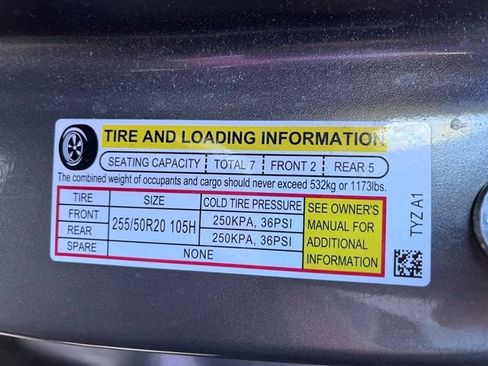 TIRE AND LOADING INFORMATION
SEATING CAPACITY TOTAL 7 FRONT 2 REAR 5
The combined weight of occupants and cargo should never exceed 532kg or 1173lbs.
TIRE SIZE COLD TIRE PRESSURE
FRONT 255/50R20 105H 250KPA, 36PSI
REAR 250KPA, 36PSI
SPARE NONE
SEE OWNER'S
MANUAL FOR
ADDITIONAL
INFORMATION
TYZ A1